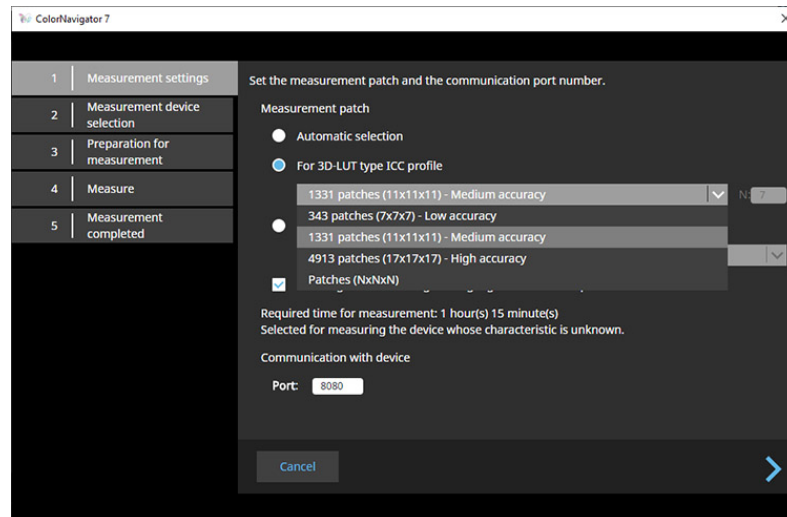 ColorNavigator 7
1 Measurement settings
2 Measurement device
selection
3 Preparation for
measurement
4 Measure
5 Measurement
completed
Set the measurement patch and the communication port number.
Measurement patch
Automatic selection
For 3D-LUT type ICC profile
1331 patches (11x11x11) - Medium accuracy
N: 7
343 patches (7x7x7) - Low accuracy
1331 patches (11x11x11) - Medium accuracy
4913 patches (17x17x17) - High accuracy
Patches (NxNxN)
Required time for measurement: 1 hour(s) 15 minute(s)
Selected for measuring the device whose characteristic is unknown.
Communication with device
Port: 8080
Cancel